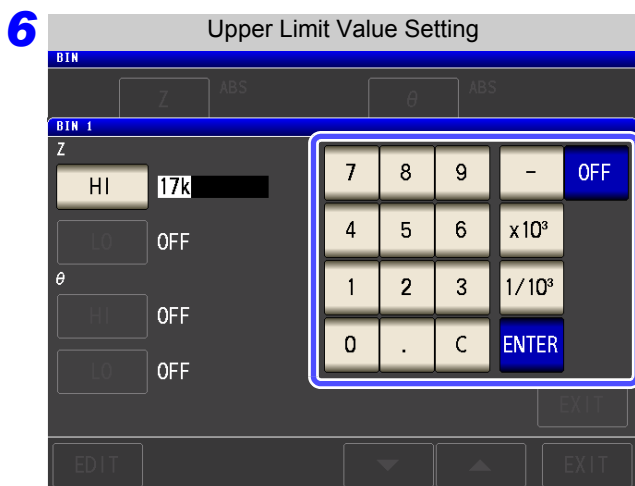 6
Upper Limit Value Setting
BIN
Z ABS θ ABS
BIN 1
Z
HI 17k
LO OFF
θ
HI OFF
LO OFF
7 8 9 - OFF
4 5 6 x10³
1 2 3 1/10³
0 . C ENTER
EXIT
EDIT ▼ ▲ EXIT